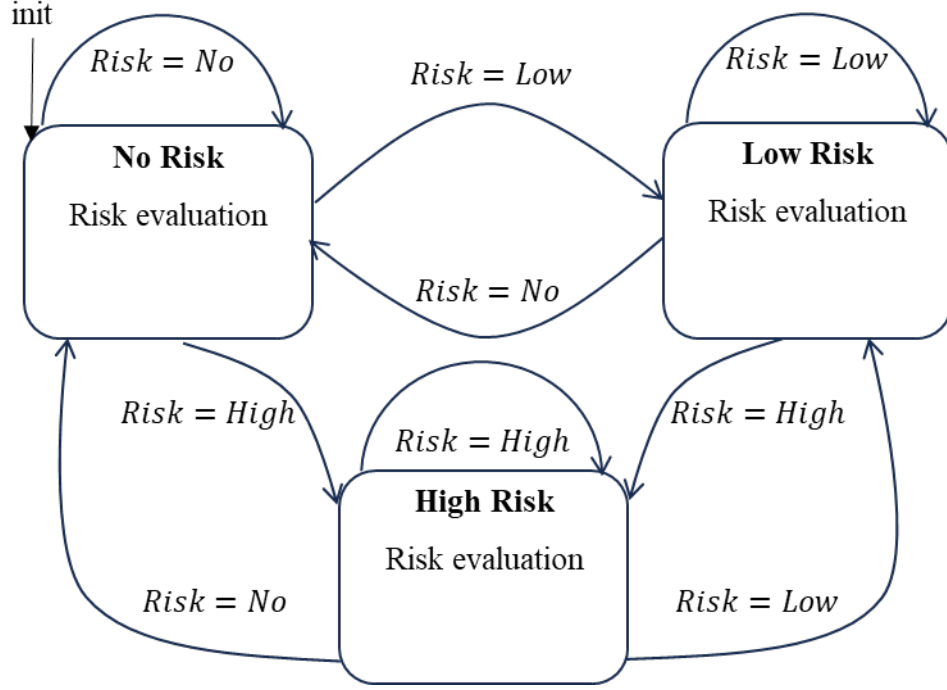 init
Risk = No
Risk = Low
Risk = Low
No Risk
Risk evaluation
Low Risk
Risk evaluation
Risk = No
Risk = High
Risk = High
Risk = High
High Risk
Risk evaluation
Risk = No
Risk = Low